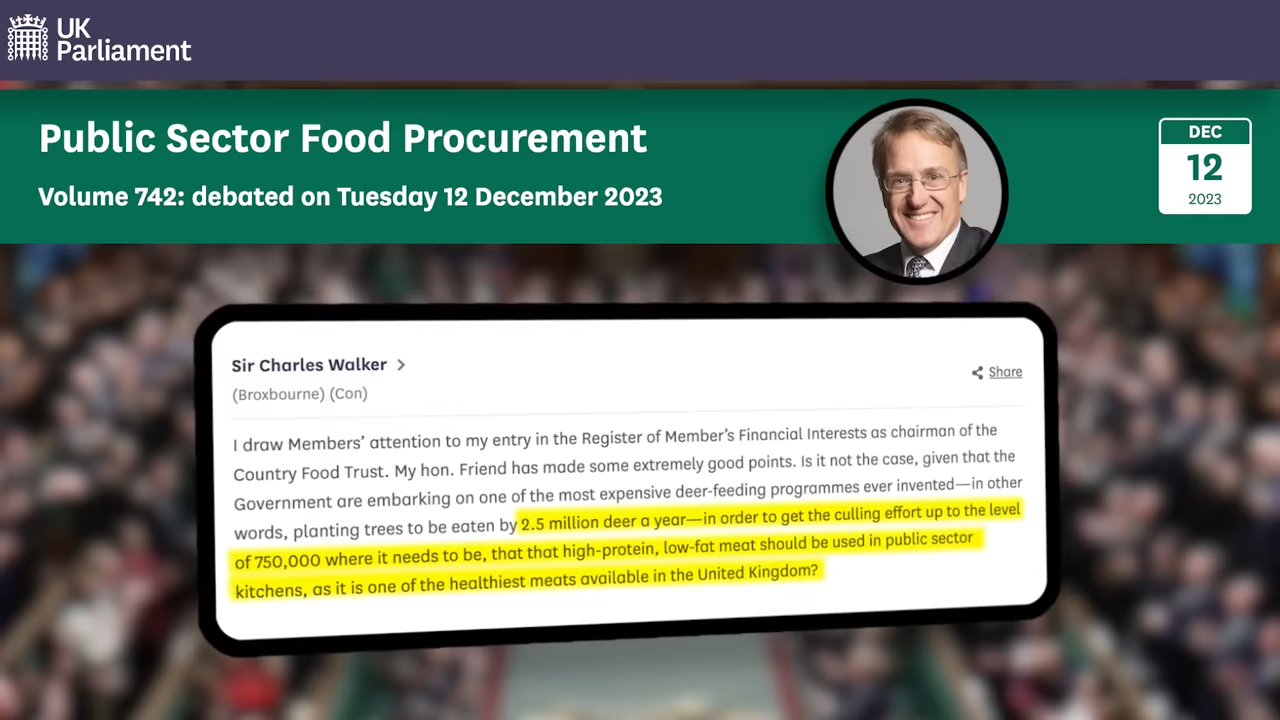 UK
Parliament
Public Sector Food Procurement
Volume 742: debated on Tuesday 12 December 2023
DEC
12
2023
Sir Charles Walker
(Broxbourne) (Con)
Share
I draw Members’ attention to my entry in the Register of Member’s Financial Interests as chairman of the
Country Food Trust. My hon. Friend has made some extremely good points. Is it not the case, given that the
Government are embarking on one of the most expensive deer-feeding programmes ever invented—in other
words, planting trees to be eaten by 2.5 million deer a year—in order to get the culling effort up to the level
of 750,000 where it needs to be, that that high-protein, low-fat meat should be used in public sector
kitchens, as it is one of the healthiest meats available in the United Kingdom?